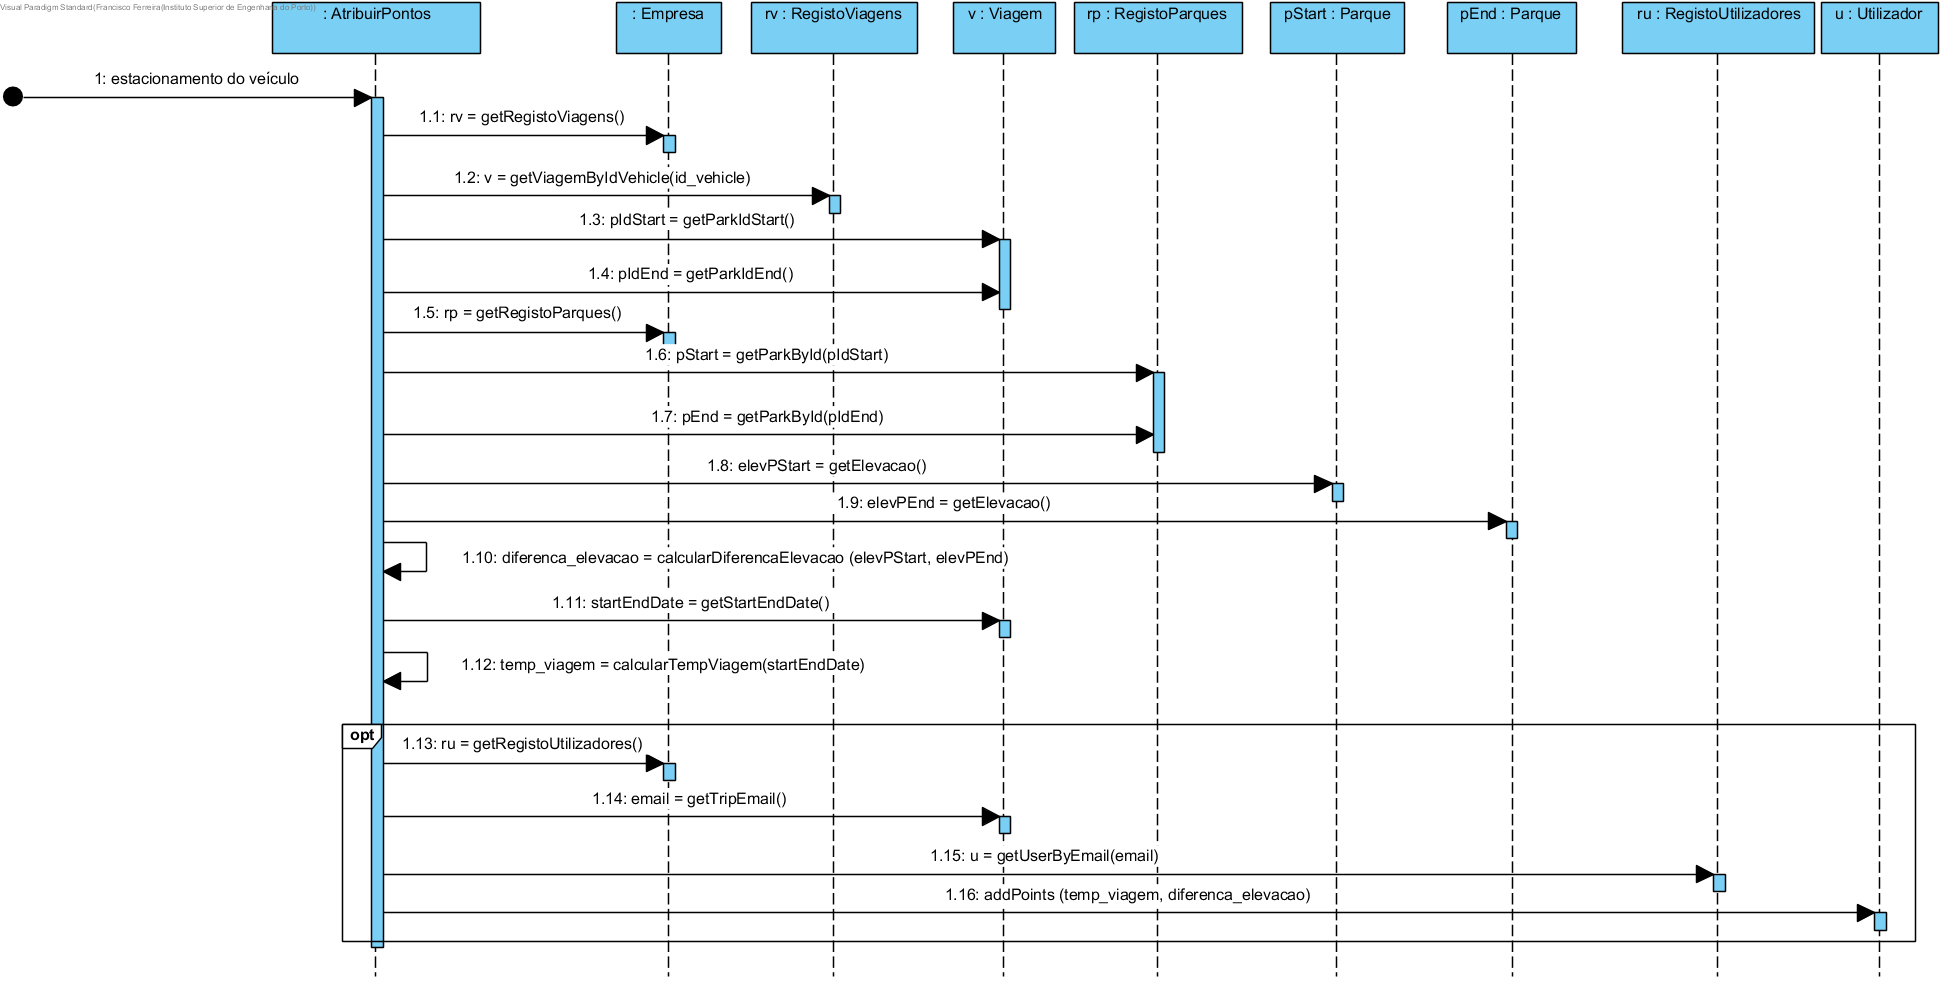 Visual Paradigm Standard(Francisco Ferreira(Instituto Superior de Engenharia do Porto))
: AtribuirPontos
: Empresa
rv : RegistoViagens
v : Viagem
rp : RegistoParques
pStart : Parque
pEnd : Parque
ru : RegistoUtilizadores
u : Utilizador
1: estacionamento do veículo
1.1: rv = getRegistoViagens()
1.2: v = getViagemByIdVehicle(id_vehicle)
1.3: pIdStart = getParkIdStart()
1.4: pIdEnd = getParkIdEnd()
1.5: rp = getRegistoParques()
1.6: pStart = getParkById(pIdStart)
1.7: pEnd = getParkById(pIdEnd)
1.8: elevPStart = getElevacao()
1.9: elevPEnd = getElevacao()
1.10: diferenca_elevacao = calcularDiferencaElevacao (elevPStart, elevPEnd)
1.11: startEndDate = getStartEndDate()
1.12: temp_viagem = calcularTempViagem(startEndDate)
opt
1.13: ru = getRegistoUtilizadores()
1.14: email = getTripEmail()
1.15: u = getUserByEmail(email)
1.16: addPoints (temp_viagem, diferenca_elevacao)